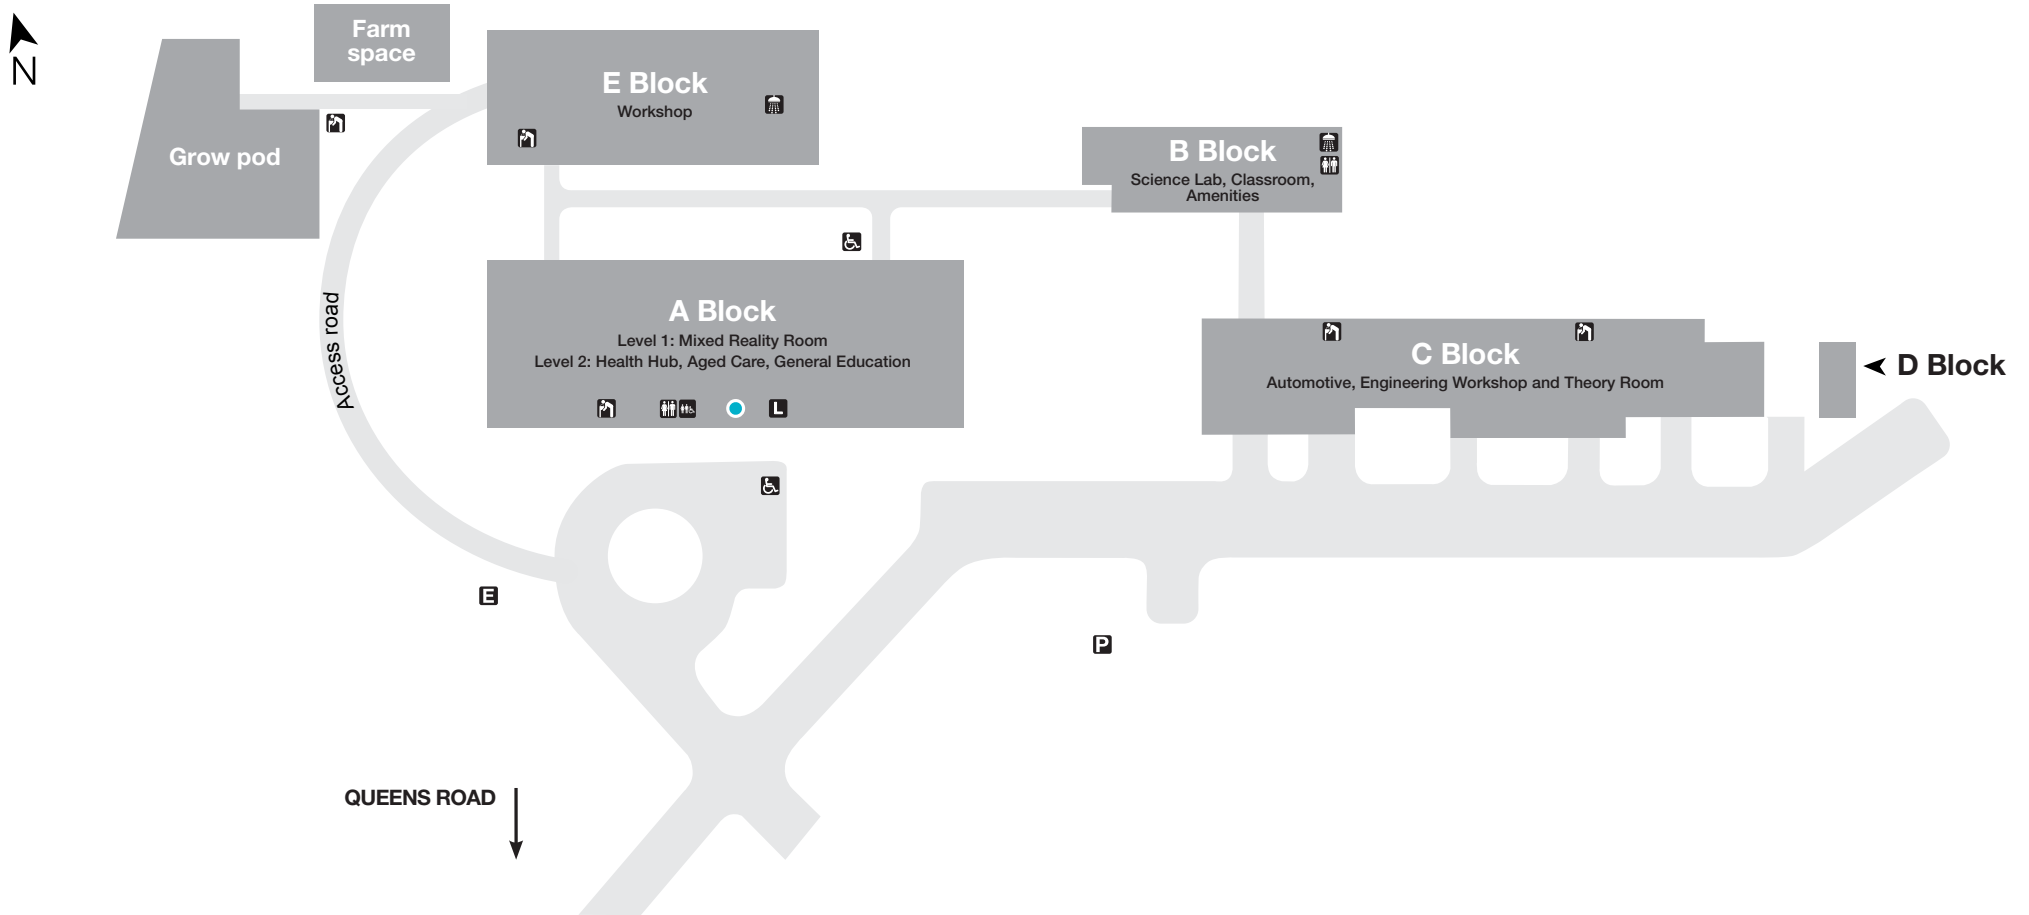 N
Farm
space
E Block
Workshop
Grow pod
B Block
Science Lab, Classroom,
Amenities
Access road
A Block
Level 1: Mixed Reality Room
Level 2: Health Hub, Aged Care, General Education
L
C Block
Automotive, Engineering Workshop and Theory Room
D Block
E
P
QUEENS ROAD